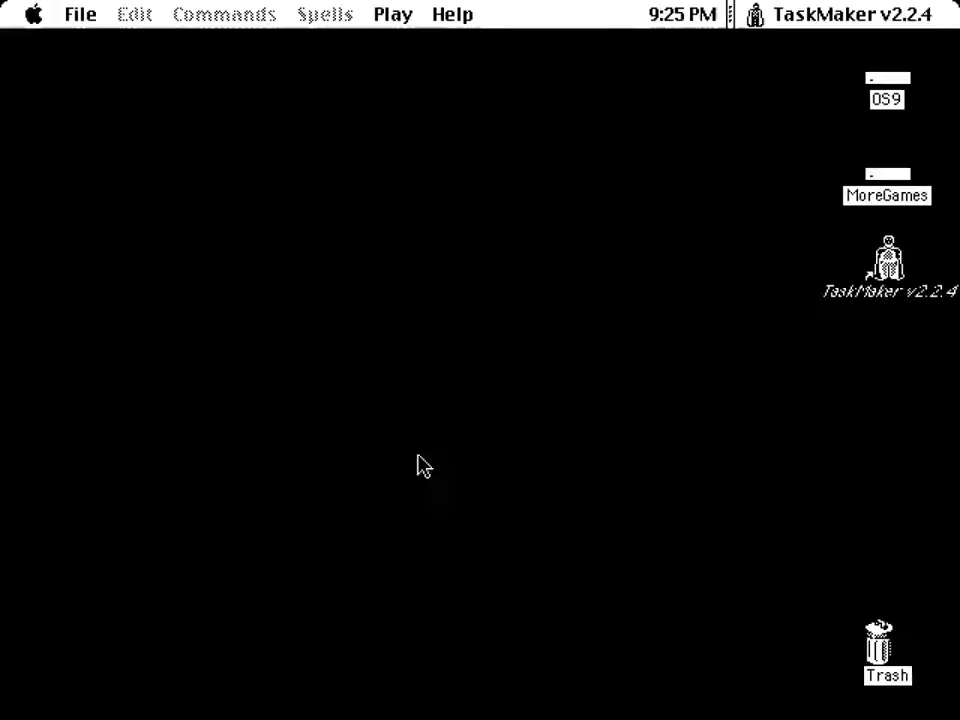 File Edit Commands Spells Play Help 9:25 PM TaskMaker v2.2.4
OS9
MoreGames
TaskMaker v2.2.4
Trash